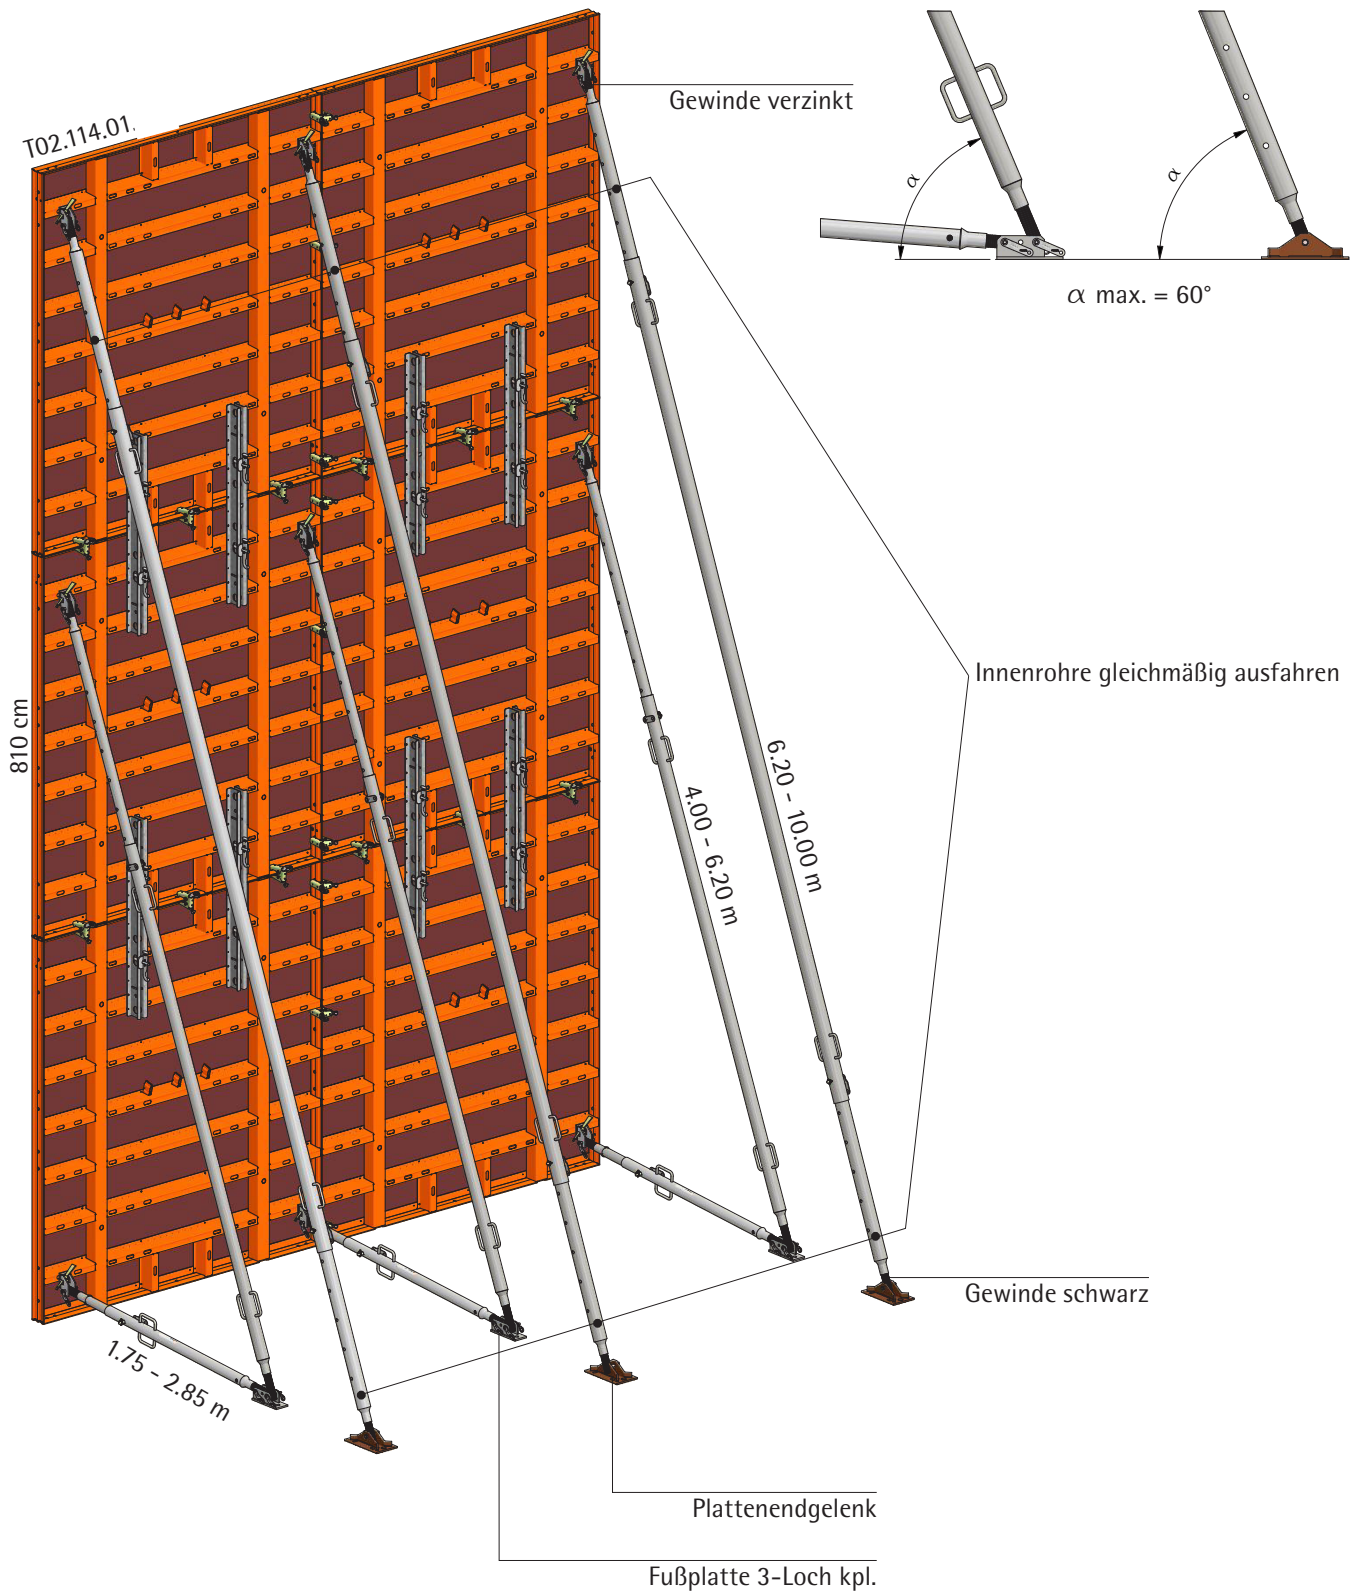 T02.114.01.
Gewinde verzinkt
α
α
α max. = 60°
Innenrohre gleichmäßig ausfahren
810 cm
4.00 - 6.20 m
6.20 - 10.00 m
Gewinde schwarz
1.75 - 2.85 m
Plattenendgelenk
Fußplatte 3-Loch kpl.